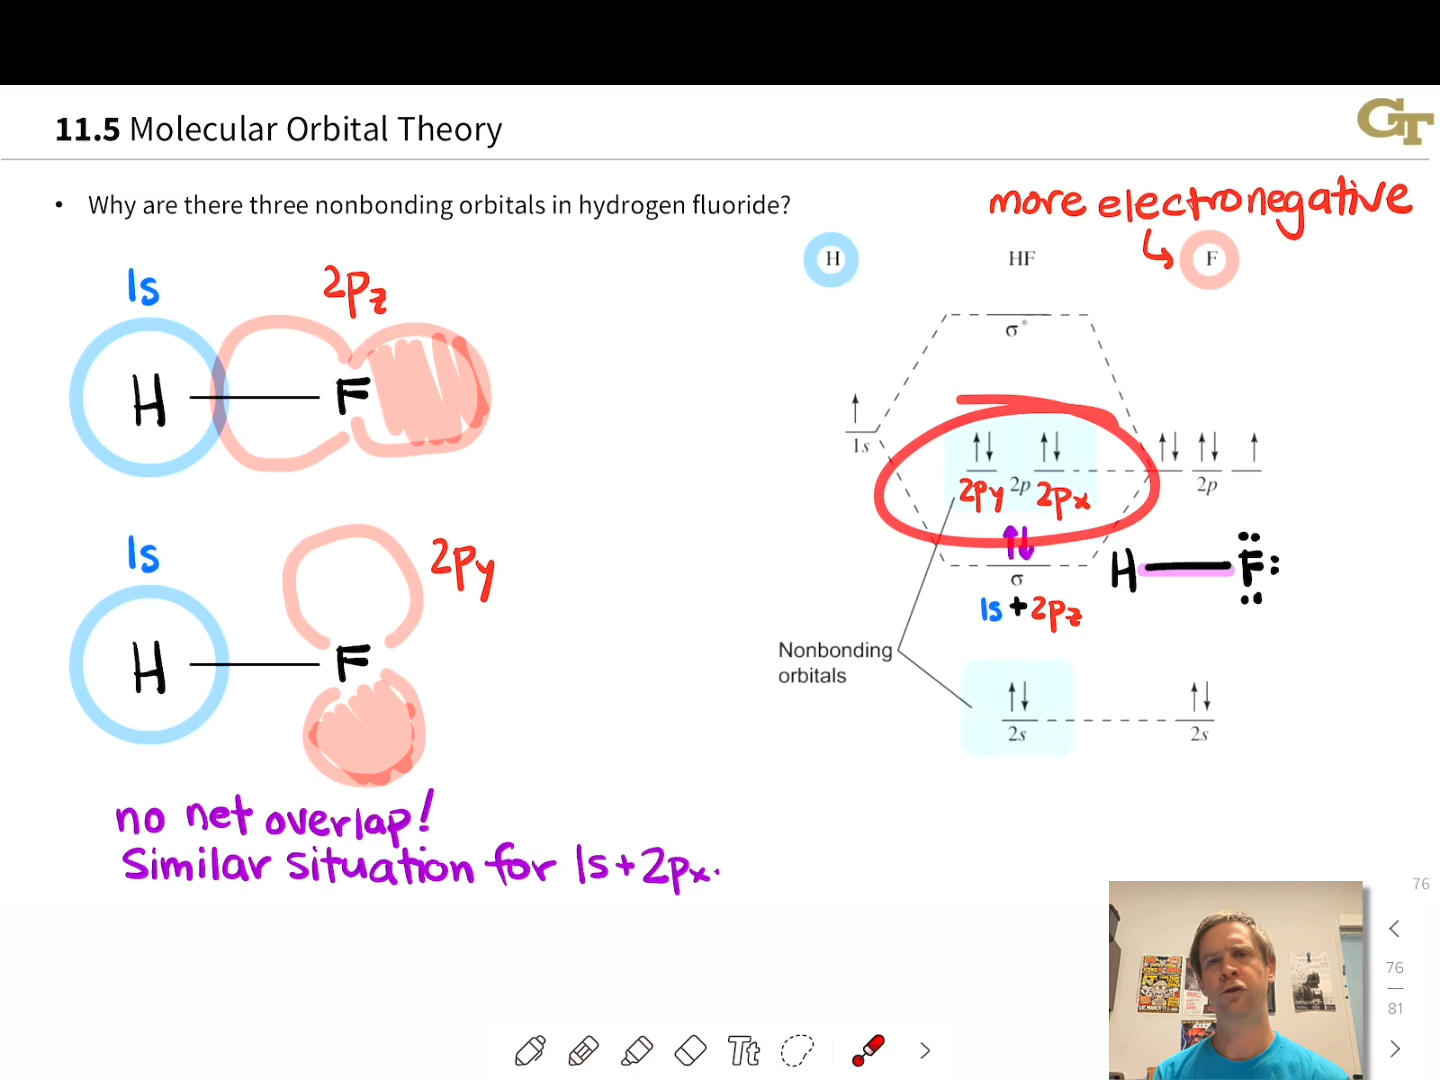 11.5 Molecular Orbital Theory
GT
• Why are there three nonbonding orbitals in hydrogen fluoride?
more electronegative
H HF F
1s 2pz
H F
σ*
1s
2p
2py 2px
2p
σ
1s + 2pz
H F
Nonbonding
orbitals
2s
2s
1s 2py
H F
no net overlap!
Similar situation for 1s + 2px.
76
76
81
Tt